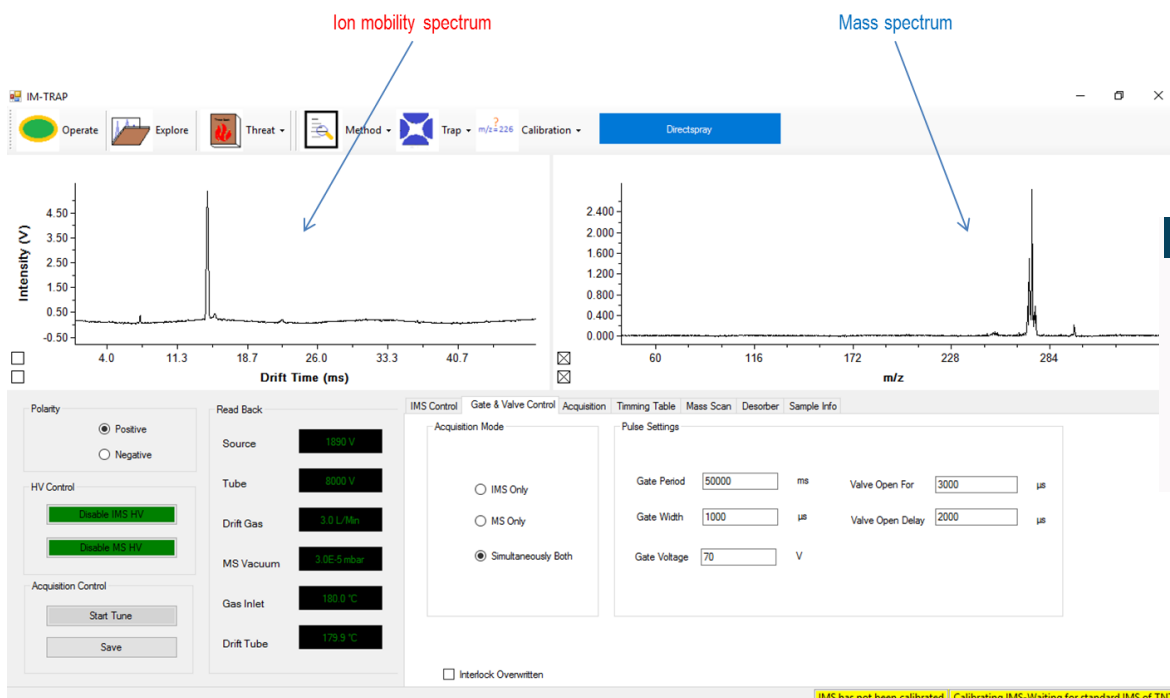 Ion mobility spectrum
Mass spectrum
IM-TRAP
Operate
Explore
Threat
Method
Trap
?
m/z=226
Calibration
Directspray
Intensity (V)
4.50
3.50
2.50
1.50
0.50
-0.50
4.0 11.3 18.7 26.0 33.3 40.7
Drift Time (ms)
2.400
2.000
1.600
1.200
0.800
0.400
0.000
60 116 172 228 284
m/z
Polarity
Positive
Negative
HV Control
Disable IMS HV
Disable MS HV
Acquisition Control
Start Tune
Save
Read Back
Source 1890 V
Tube 8000 V
Drift Gas 3.0 L/Min
MS Vacuum 3.0E-5 mbar
Gas Inlet 180.0 °C
Drift Tube 179.9 °C
IMS Control Gate & Valve Control Acquisition Timming Table Mass Scan Desorber Sample Info
Acquisition Mode
IMS Only
MS Only
Simultaneously Both
Pulse Settings
Gate Period 50000 ms
Gate Width 1000 µs
Gate Voltage 70 V
Valve Open For 3000 µs
Valve Open Delay 2000 µs
Interlock Overwritten
IMS has not been calibrated Calibrating IMS-Waiting for standard IMS of TNT